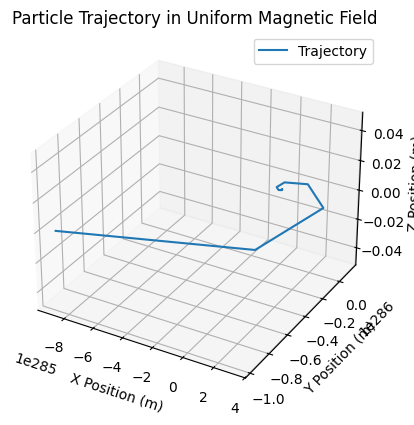 Particle Trajectory in Uniform Magnetic Field
Trajectory
0.04
0.02
0.00
−0.02
−0.04
Z Position (m)
0.0
−0.2
−0.4
−0.6
−0.8
−1.0
1e286
Y Position (m)
−8
−6
−4
−2
0
2
4
1e285
X Position (m)